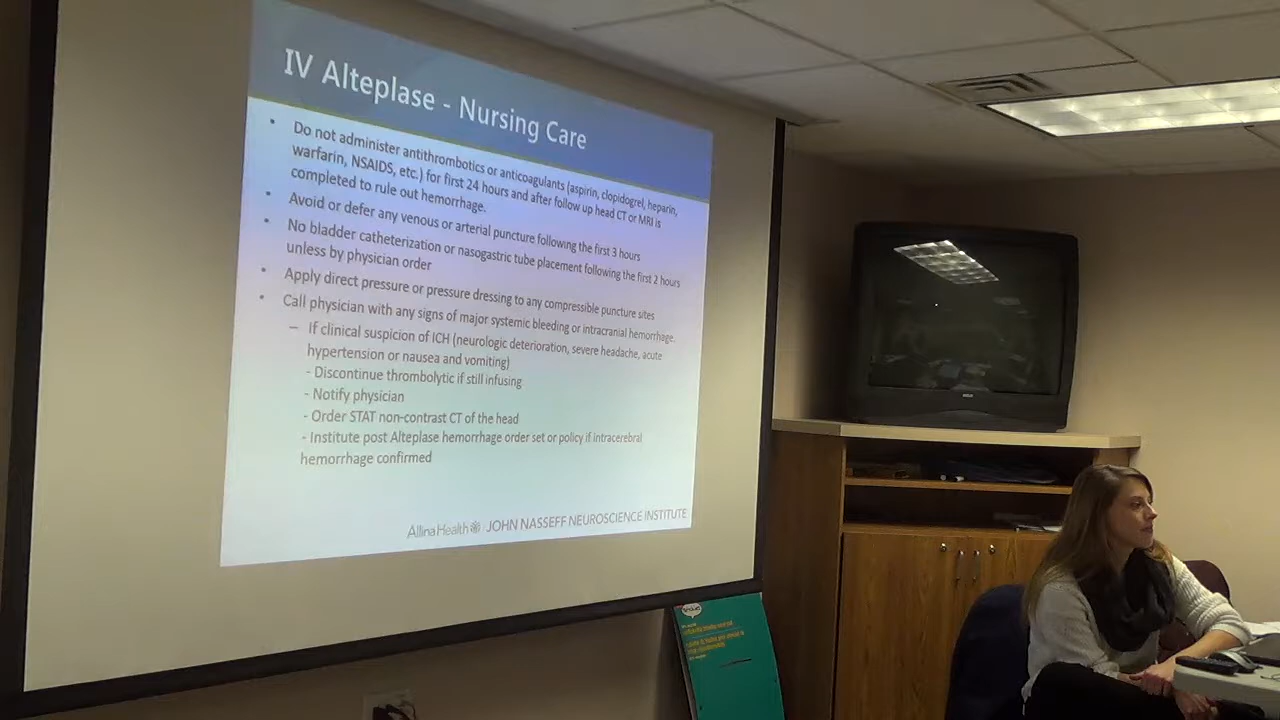 IV Alteplase - Nursing Care
• Do not administer antithrombotics or anticoagulants (aspirin, clopidogrel, heparin,
warfarin, NSAIDS, etc.) for first 24 hours and after follow up head CT or MRI is
completed to rule out hemorrhage.
• Avoid or defer any venous or arterial puncture following the first 3 hours
• No bladder catheterization or nasogastric tube placement following the first 2 hours
unless by physician order
• Apply direct pressure or pressure dressing to any compressible puncture sites
• Call physician with any signs of major systemic bleeding or intracranial hemorrhage.
– If clinical suspicion of ICH (neurologic deterioration, severe headache, acute
hypertension or nausea and vomiting)
- Discontinue thrombolytic if still infusing
- Notify physician
- Order STAT non-contrast CT of the head
- Institute post Alteplase hemorrhage order set or policy if intracerebral
hemorrhage confirmed
Allina Health JOHN NASSEFF NEUROSCIENCE INSTITUTE